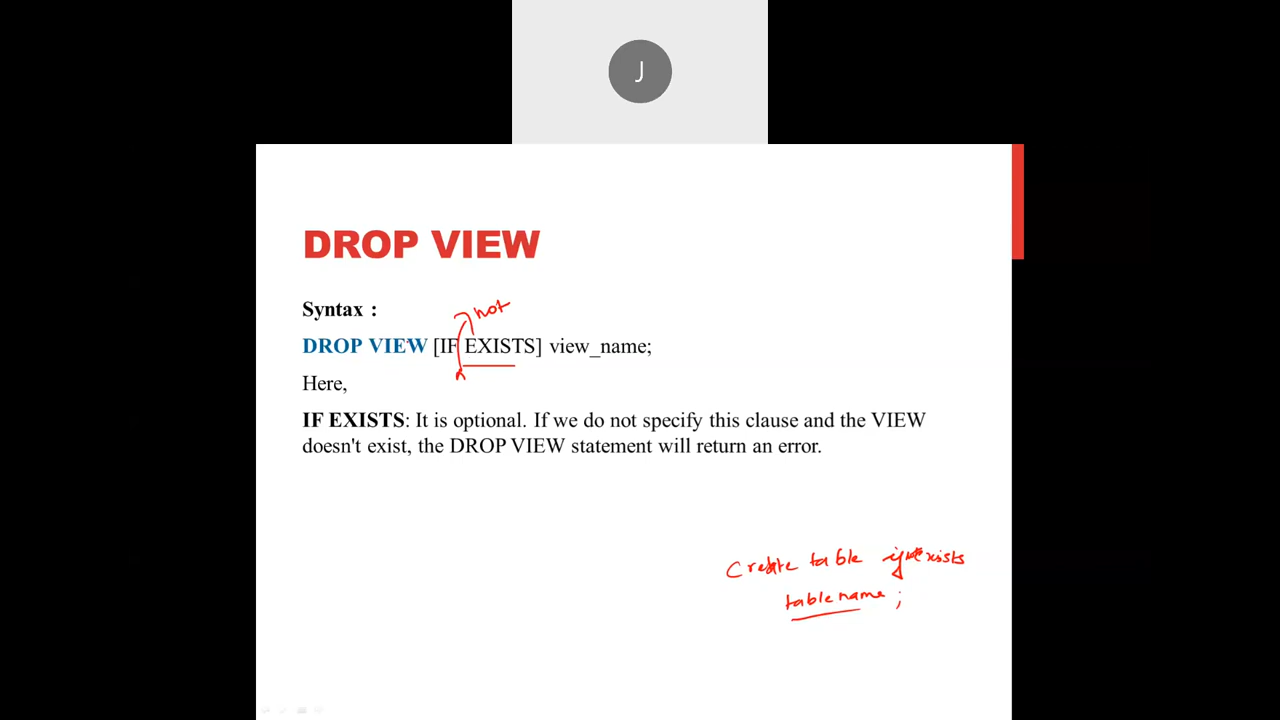 J
DROP VIEW
Syntax :
not
DROP VIEW [IF EXISTS] view_name;
Here,
IF EXISTS: It is optional. If we do not specify this clause and the VIEW
doesn't exist, the DROP VIEW statement will return an error.
Create table exists
tablename ;